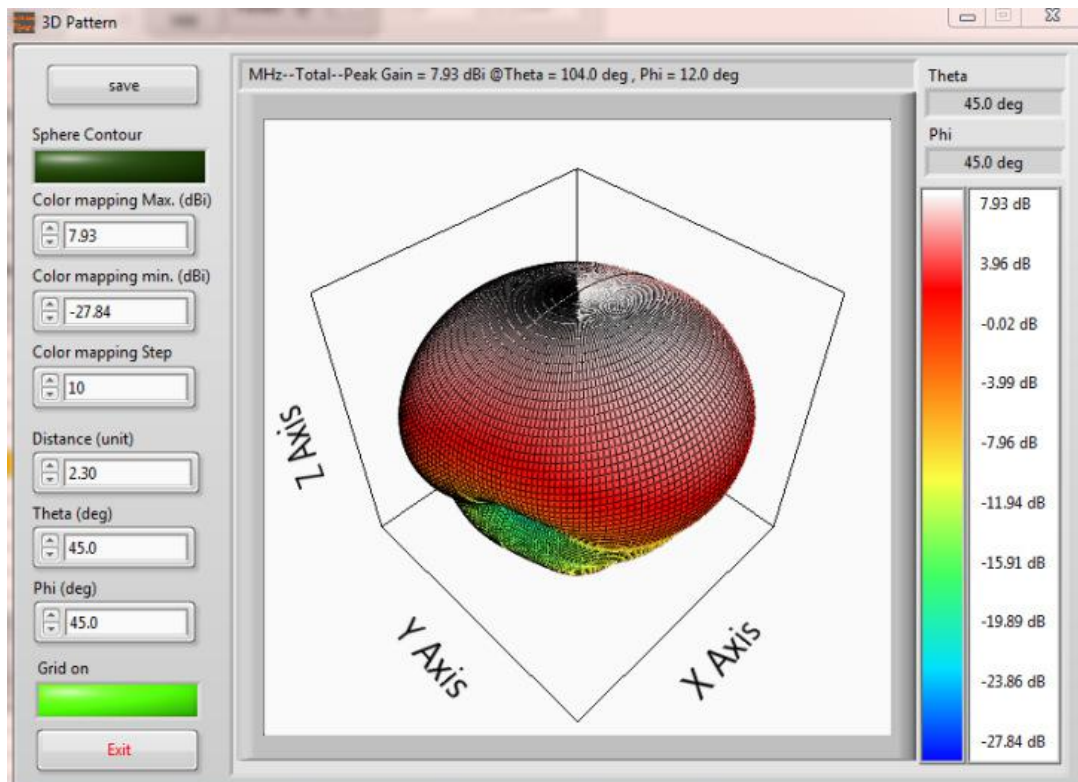 3D Pattern
save
MHz--Total--Peak Gain = 7.93 dBi @Theta = 104.0 deg , Phi = 12.0 deg
Theta
45.0 deg
Phi
45.0 deg
Sphere Contour
Color mapping Max. (dBi)
7.93
Color mapping min. (dBi)
-27.84
Color mapping Step
10
Distance (unit)
2.30
Theta (deg)
45.0
Phi (deg)
45.0
Grid on
Exit
Z Axis
Y Axis
X Axis
7.93 dB
3.96 dB
-0.02 dB
-3.99 dB
-7.96 dB
-11.94 dB
-15.91 dB
-19.89 dB
-23.86 dB
-27.84 dB